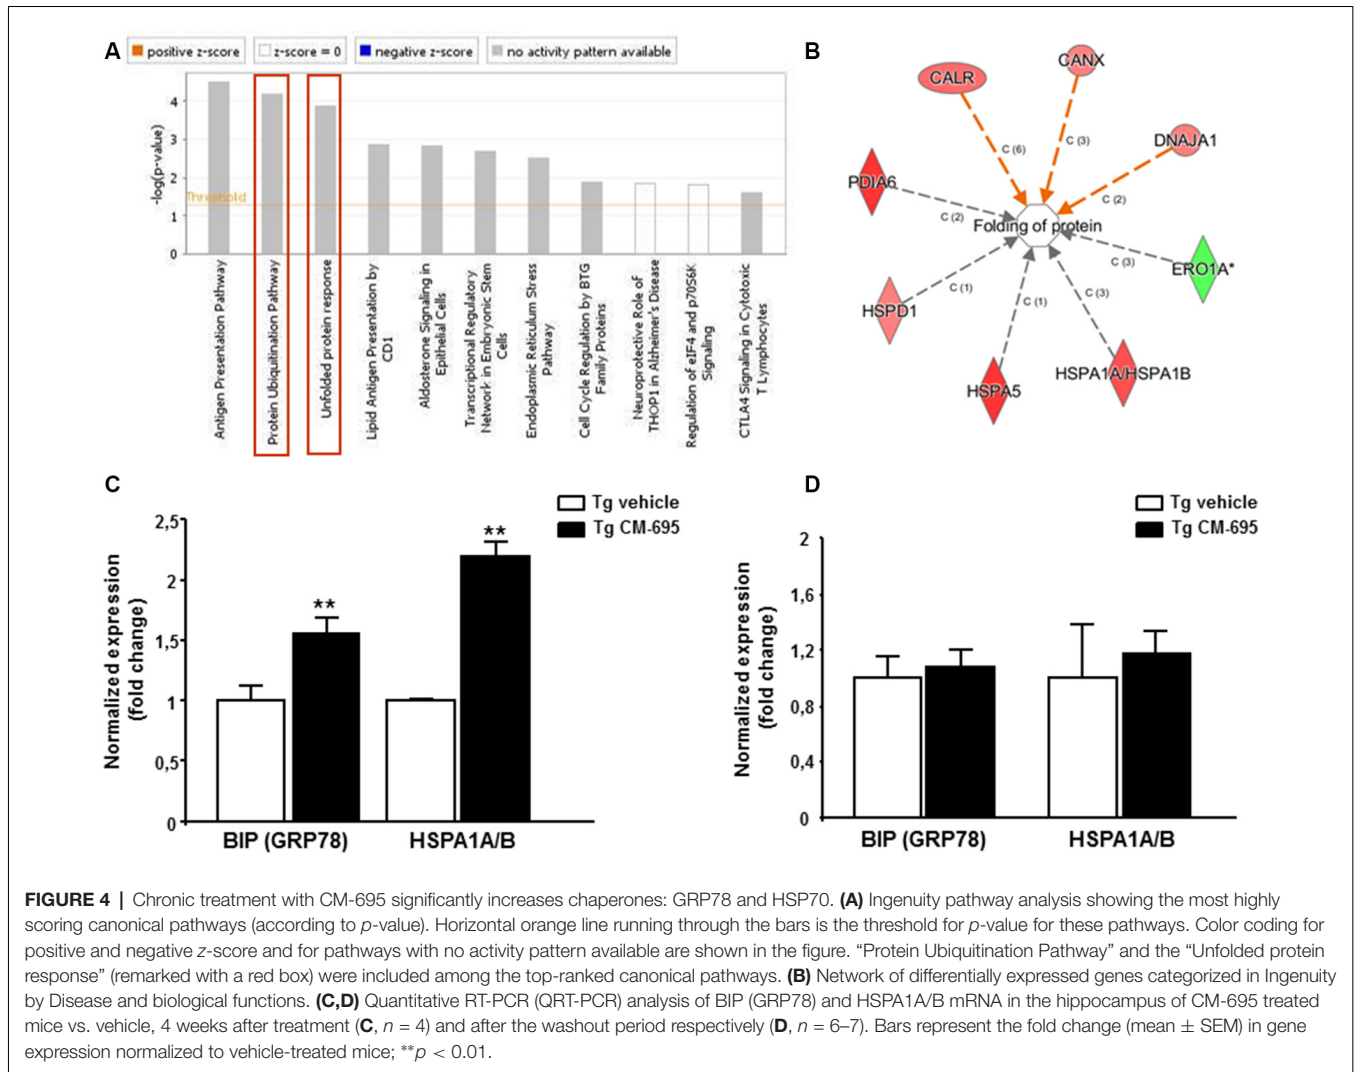 A
positive z-score
z-score = 0
negative z-score
no activity pattern available
-log(p-value)
4
3
2
1
0
Threshold
Antigen Presentation Pathway
Protein Ubiquitination Pathway
Unfolded protein response
Lipid Antigen Presentation by
CD1
Aldosterone Signaling in
Epithelial Cells
Transcriptional Regulatory
Network in Embryonic Stem
Cells
Endoplasmic Reticulum Stress
Pathway
Cell Cycle Regulation by BTG
Family Proteins
Neuroprotective Role of
THOP1 in Alzheimer's Disease
Regulation of eIF4 and p70S6K
Signaling
CTLA4 Signaling in Cytotoxic
T Lymphocytes
B
CALR
CANX
DNAJA1
PDIA6
C (6)
C (3)
C (2)
C (2)
Folding of protein
C (3)
ERO1A*
HSPD1
C (1)
C (1)
C (3)
HSPA5
HSPA1A/HSPA1B
C
Tg vehicle
Tg CM-695
Normalized expression
(fold change)
2,5
2
1,5
1
0,5
0
**
**
BIP (GRP78)
HSPA1A/B
D
Tg vehicle
Tg CM-695
Normalized expression
(fold change)
2
1,6
1,2
0,8
0,4
0
BIP (GRP78)
HSPA1A/B
FIGURE 4 | Chronic treatment with CM-695 significantly increases chaperones: GRP78 and HSP70. (A) Ingenuity pathway analysis showing the most highly
scoring canonical pathways (according to p-value). Horizontal orange line running through the bars is the threshold for p-value for these pathways. Color coding for
positive and negative z-score and for pathways with no activity pattern available are shown in the figure. “Protein Ubiquitination Pathway” and the “Unfolded protein
response” (remarked with a red box) were included among the top-ranked canonical pathways. (B) Network of differentially expressed genes categorized in Ingenuity
by Disease and biological functions. (C,D) Quantitative RT-PCR (QRT-PCR) analysis of BIP (GRP78) and HSPA1A/B mRNA in the hippocampus of CM-695 treated
mice vs. vehicle, 4 weeks after treatment (C, n = 4) and after the washout period respectively (D, n = 6–7). Bars represent the fold change (mean ± SEM) in gene
expression normalized to vehicle-treated mice; **p < 0.01.